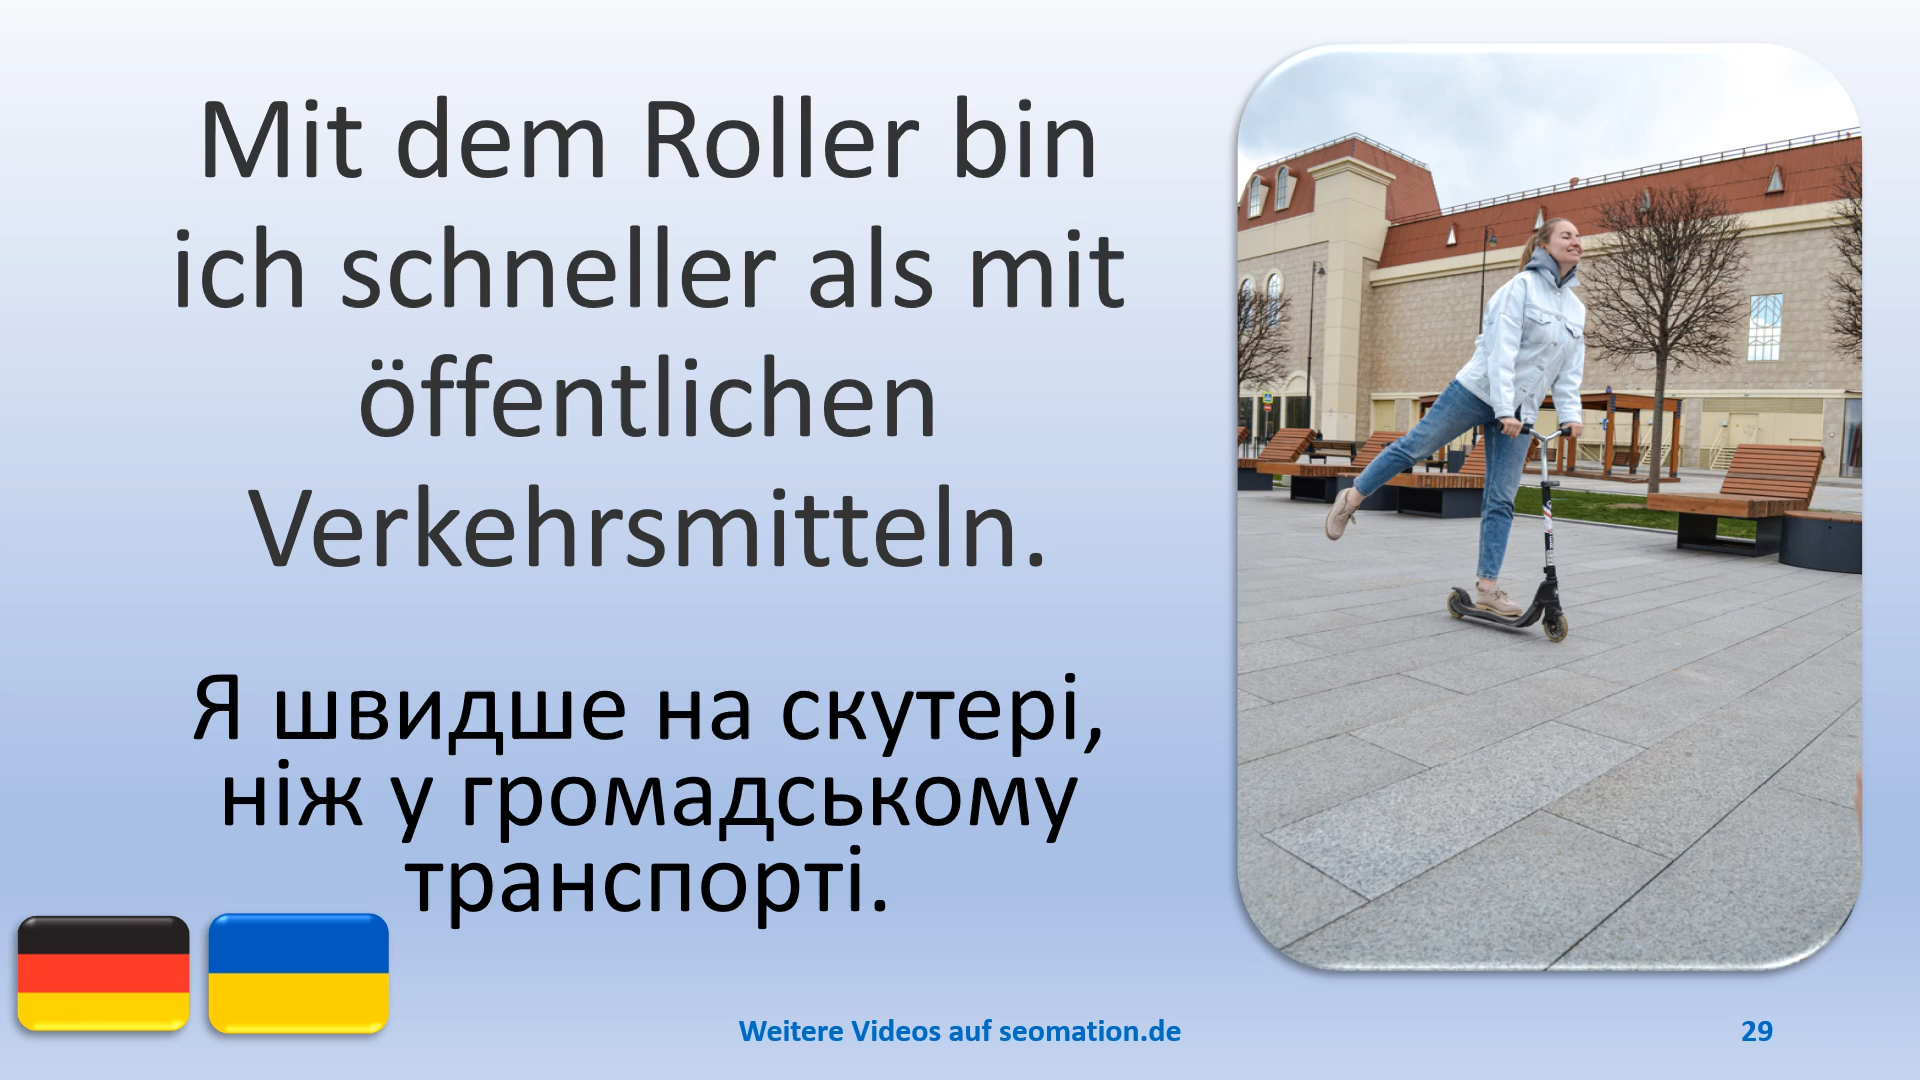 Mit dem Roller bin
ich schneller als mit
öffentlichen
Verkehrsmitteln.
Я швидше на скутері,
ніж у громадському
транспорті.
Weitere Videos auf seomation.de
29